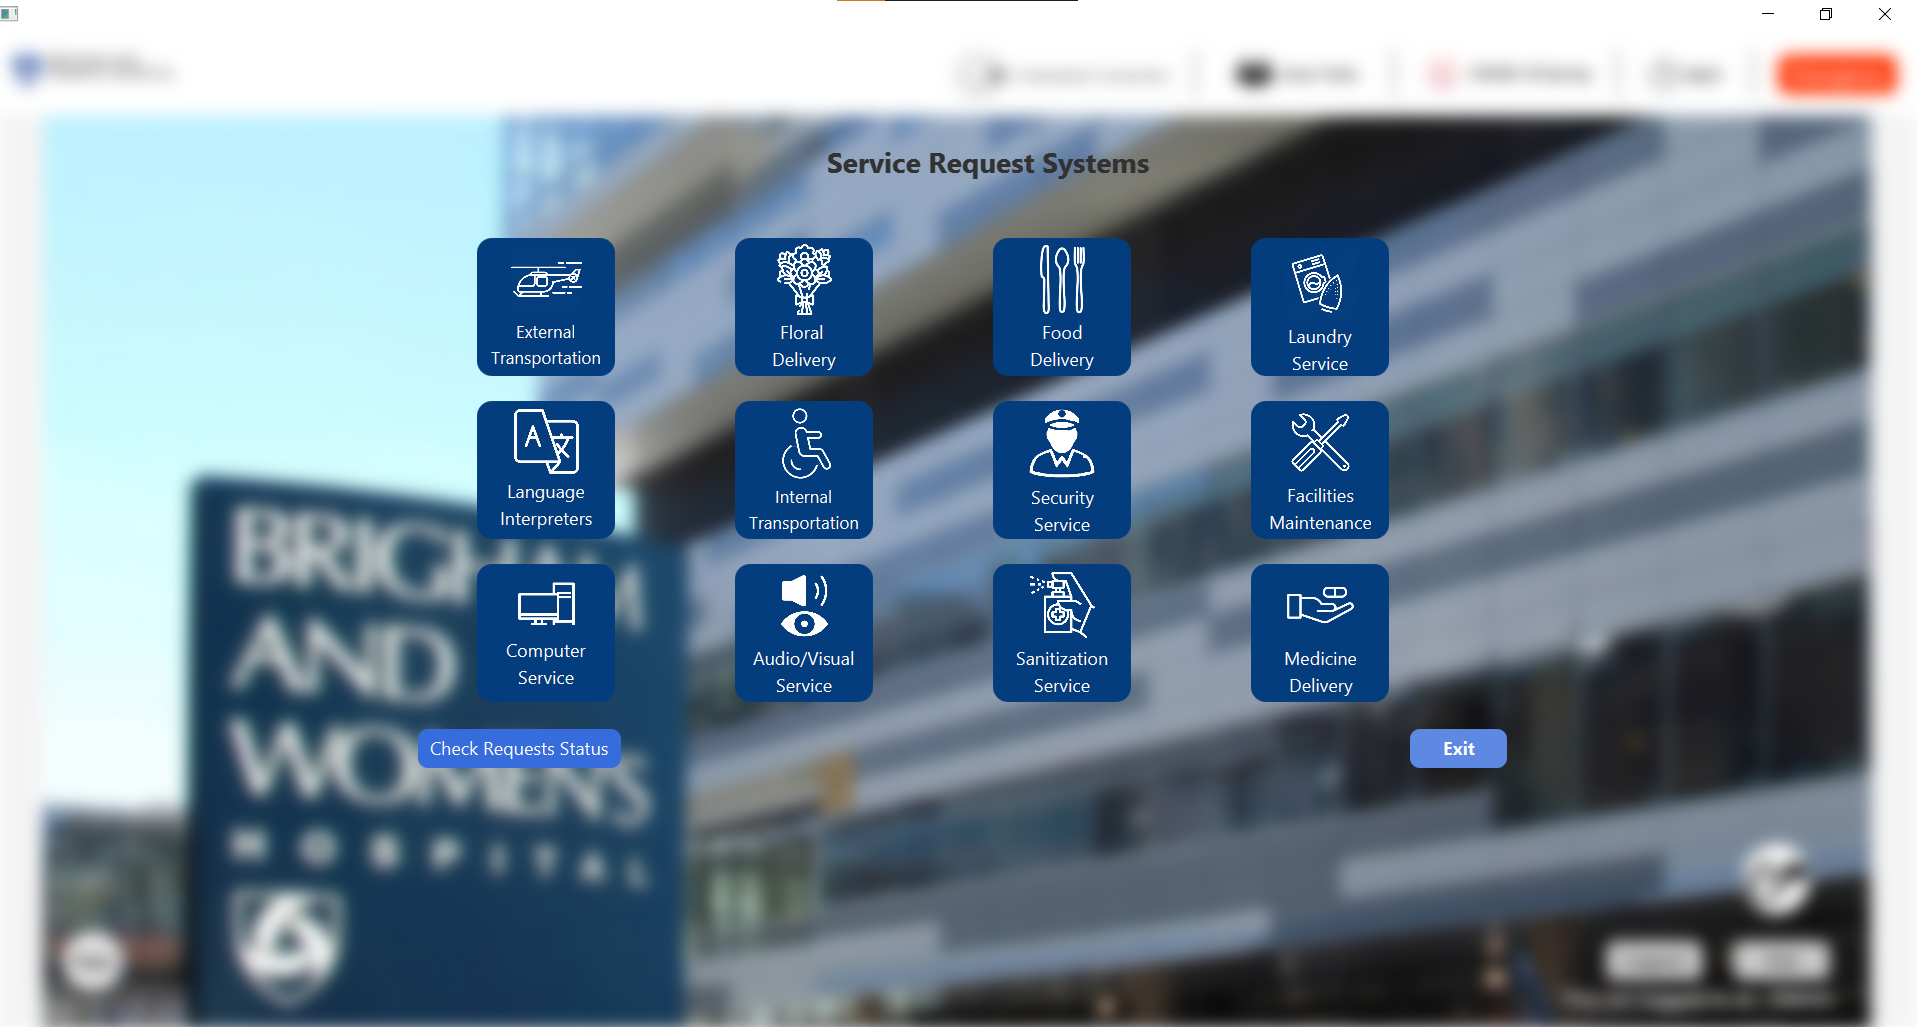 Service Request Systems
External
Transportation
Floral
Delivery
Food
Delivery
Laundry
Service
A 文
Language
Interpreters
Internal
Transportation
Security
Service
Facilities
Maintenance
Computer
Service
Audio/Visual
Service
Sanitization
Service
Medicine
Delivery
Check Requests Status
Exit
BRIGHAM
AND
WOMEN'S
HOSPITAL